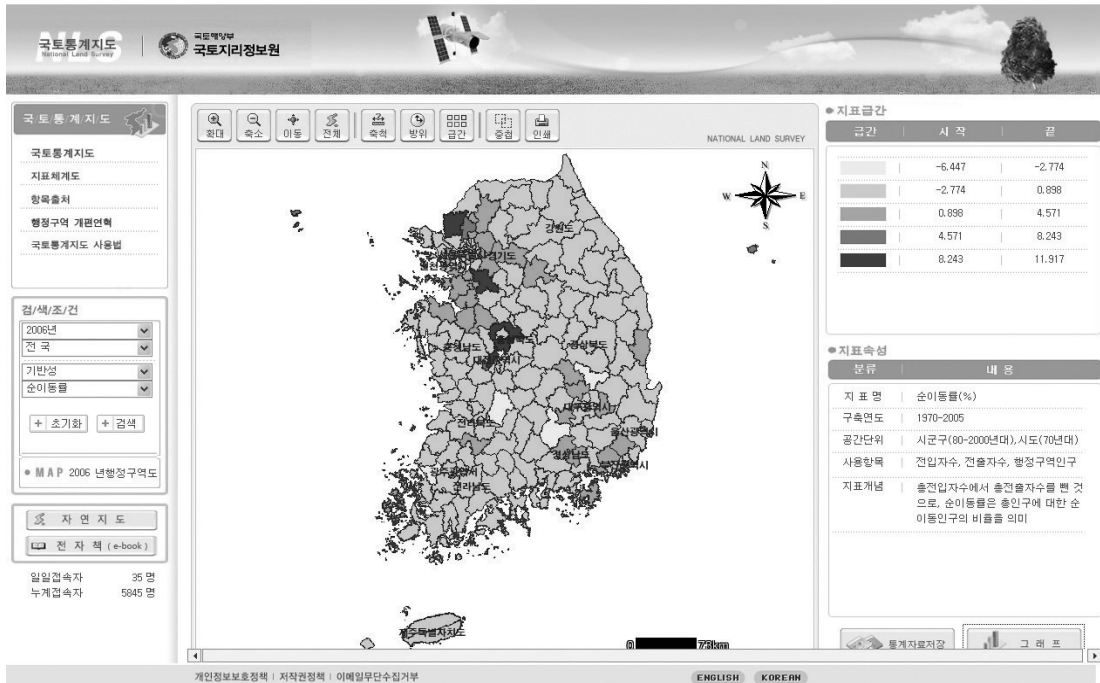 국토통계지도
National Land Survey
국토해양부
국토지리정보원
국/토/통/계/지/도
국토통계지도
지표체계도
항목출처
행정구역 개편연혁
국토통계지도 사용법
검/색/조/건
2006년
전 국
기반성
순이동률
+ 초기화
+ 검색
MAP 2006 년행정구역도
자 연 지 도
전 자 책 (e-book)
일일접속자 35 명
누계접속자 5845 명
확대 축소 이동 전체 축척 방위 급간 중첩 인쇄
NATIONAL LAND SURVEY
N
W E
S
강원도
경기도
충청남도
경상북도
대전광역시
대구광역시
전라북도
울산광역시
경상남도
부산광역시
광주광역시
전라남도
제주특별자치도
0 73km
지표급간
급간 시 작 끝
-6.447 -2.774
-2.774 0.898
0.898 4.571
4.571 8.243
8.243 11.917
지표속성
분류 내 용
지 표 명 순이동률(%)
구축연도 1970-2005
공간단위 시군구(80-2000년대),시도(70년대)
사용항목 전입자수, 전출자수, 행정구역인구
지표개념 총전입자수에서 총전출자수를 뺀 것
으로, 순이동률은 총인구에 대한 순
이동인구의 비율을 의미
통계자료저장
그 래 프
개인정보보호정책 | 저작권정책 | 이메일무단수집거부
ENGLISH KOREAN